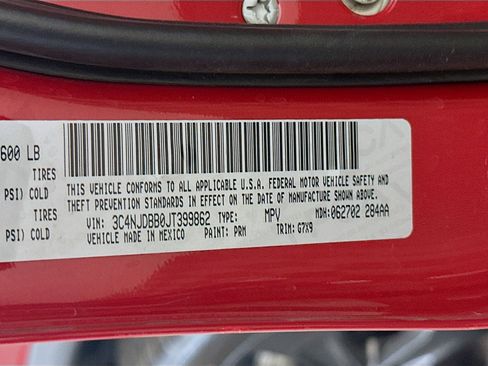 600 LB
TIRES
PSI) COLD
TIRES
PSI) COLD
THIS VEHICLE CONFORMS TO ALL APPLICABLE U.S.A. FEDERAL MOTOR VEHICLE SAFETY AND
THEFT PREVENTION STANDARDS IN EFFECT ON THE DATE OF MANUFACTURE SHOWN ABOVE.
VIN: 3C4NJDBB0JT399862 TYPE: MPV MDH:062702 284AA
VEHICLE MADE IN MEXICO PAINT: PRM TRIM: G7X9